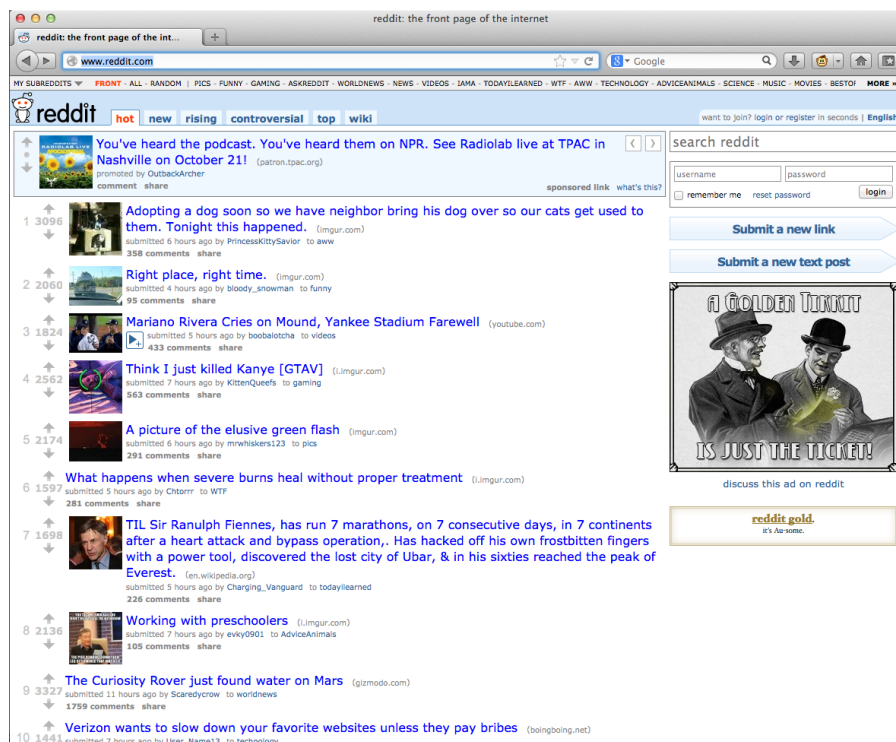 reddit: the front page of the internet
reddit: the front page of the int...
www.reddit.com
Google
MY SUBREDDITS FRONT - ALL - RANDOM | PICS - FUNNY - GAMING - ASKREDDIT - WORLDNEWS - NEWS - VIDEOS - IAMA - TODAYILEARNED - WTF - AWW - TECHNOLOGY - ADVICEANIMALS - SCIENCE - MUSIC - MOVIES - BESTOF MORE »
reddit hot new rising controversial top wiki
want to join? login or register in seconds | English
You've heard the podcast. You've heard them on NPR. See Radiolab live at TPAC in
Nashville on October 21! (patron.tpac.org)
promoted by OutbackArcher
comment share
sponsored link what's this?
1 3096
Adopting a dog soon so we have neighbor bring his dog over so our cats get used to
them. Tonight this happened. (imgur.com)
submitted 6 hours ago by PrincessKittySavior to aww
358 comments share
2 2060
Right place, right time. (imgur.com)
submitted 4 hours ago by bloody_snowman to funny
95 comments share
3 1824
Mariano Rivera Cries on Mound, Yankee Stadium Farewell (youtube.com)
submitted 5 hours ago by boobalotcha to videos
433 comments share
4 2562
Think I just killed Kanye [GTAV] (i.imgur.com)
submitted 7 hours ago by KittenQueefs to gaming
563 comments share
5 2174
A picture of the elusive green flash (imgur.com)
submitted 6 hours ago by mrwhiskers123 to pics
291 comments share
6 1597
What happens when severe burns heal without proper treatment (i.imgur.com)
submitted 5 hours ago by Chtorrr to WTF
281 comments share
7 1698
TIL Sir Ranulph Fiennes, has run 7 marathons, on 7 consecutive days, in 7 continents
after a heart attack and bypass operation,. Has hacked off his own frostbitten fingers
with a power tool, discovered the lost city of Ubar, & in his sixties reached the peak of
Everest. (en.wikipedia.org)
submitted 5 hours ago by Charging_Vanguard to todayilearned
226 comments share
8 2136
Working with preschoolers (i.imgur.com)
submitted 7 hours ago by evky0901 to AdviceAnimals
105 comments share
9 3327
The Curiosity Rover just found water on Mars (gizmodo.com)
submitted 11 hours ago by Scaredycrow to worldnews
1759 comments share
10 1441
Verizon wants to slow down your favorite websites unless they pay bribes (boingboing.net)
submitted 7 hours ago by User_Name13 to technology
search reddit
username password
remember me reset password login
Submit a new link
Submit a new text post
A GOLDEN TINKIT
IS JUST THE TICKET!
discuss this ad on reddit
reddit gold.
it's Au-some.